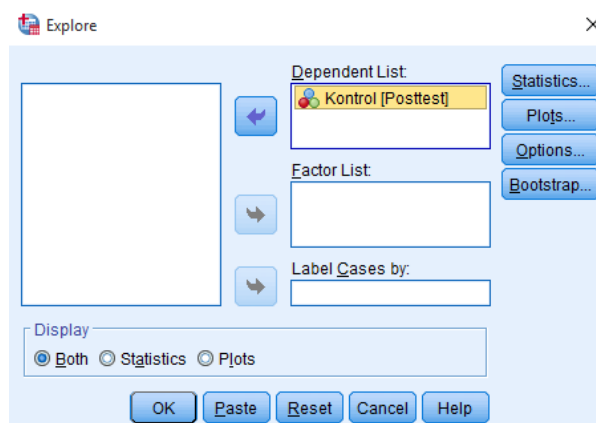 Explore
Dependent List:
Kontrol [Posttest]
Statistics...
Plots...
Options...
Bootstrap...
Factor List:
Label Cases by:
Display
Both Statistics Plots
OK Paste Reset Cancel Help